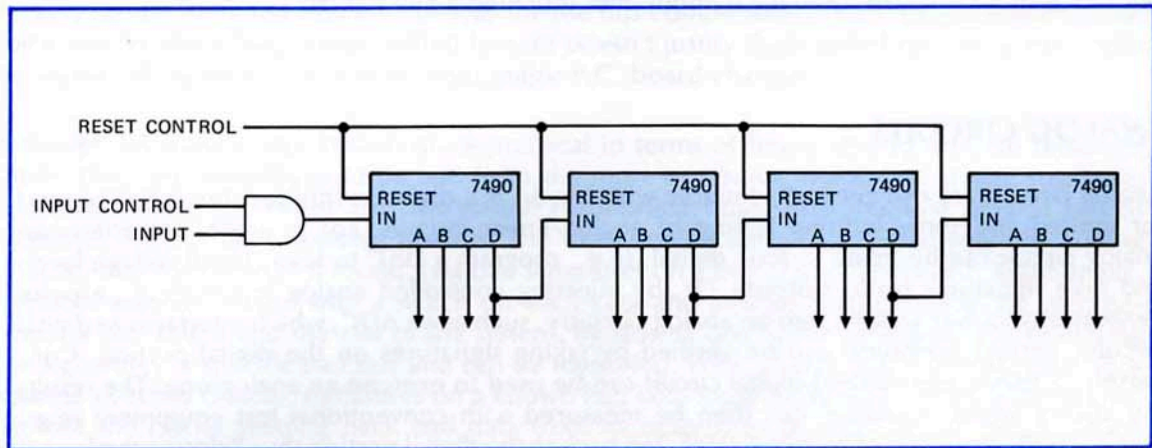 RESET CONTROL
INPUT CONTROL
INPUT
7490
RESET
IN
A B C D
7490
RESET
IN
A B C D
7490
RESET
IN
A B C D
7490
RESET
IN
A B C D